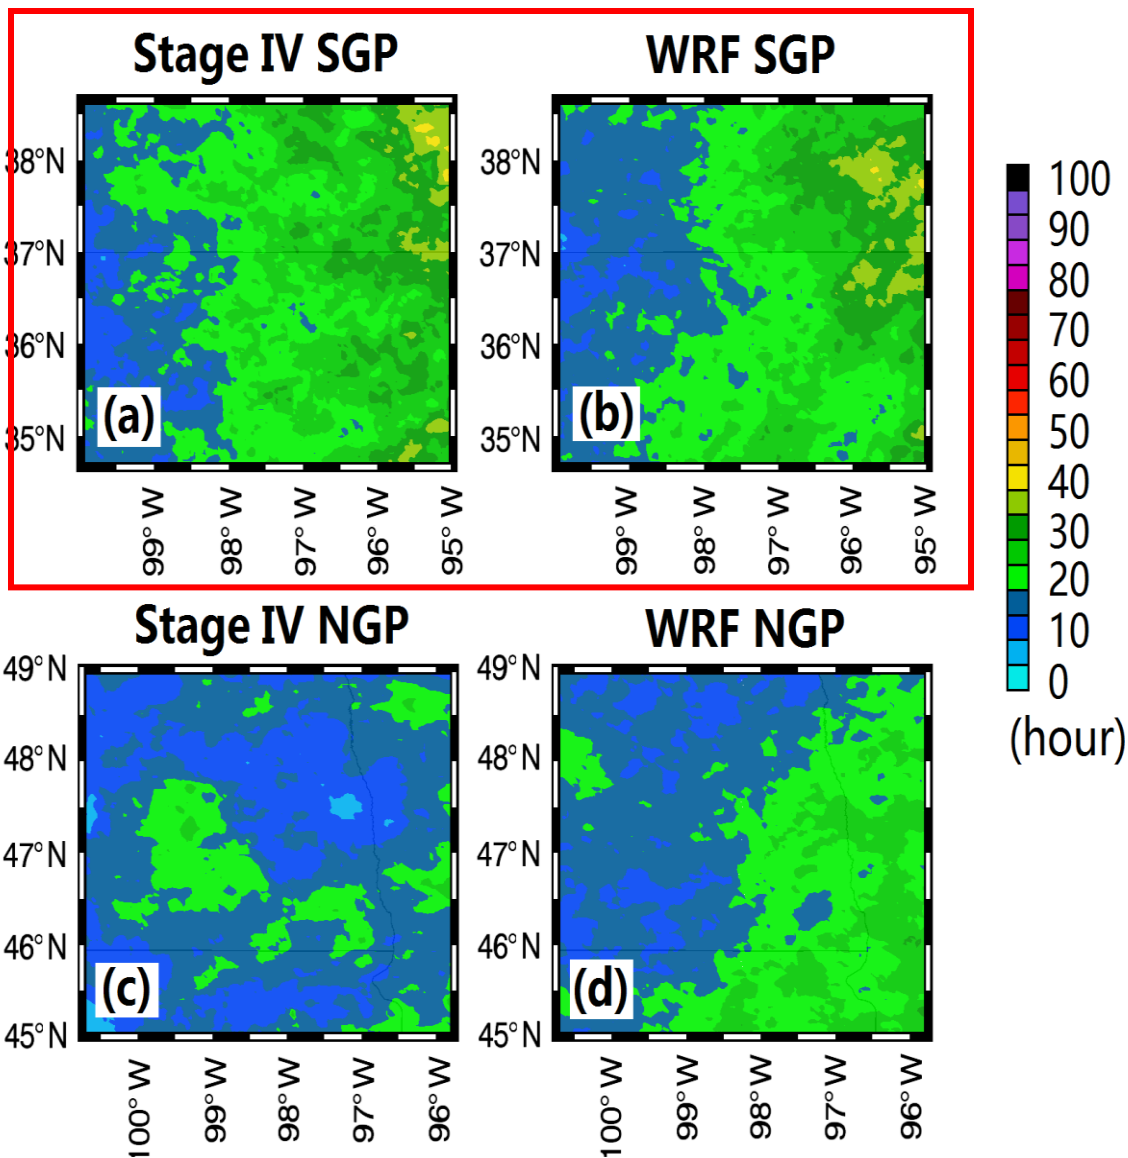 Stage IV SGP WRF SGP
38°N 38°N
37°N 37°N
36°N 36°N
35°N 35°N
(a) (b)
99° W 98° W 97° W 96° W 95° W 99° W 98° W 97° W 96° W 95° W
100
90
80
70
60
50
40
30
20
10
0
(hour)
Stage IV NGP WRF NGP
49°N 49°N
48°N 48°N
47°N 47°N
46°N 46°N
45°N 45°N
(c) (d)
100° W 99° W 98° W 97° W 96° W 100° W 99° W 98° W 97° W 96° W